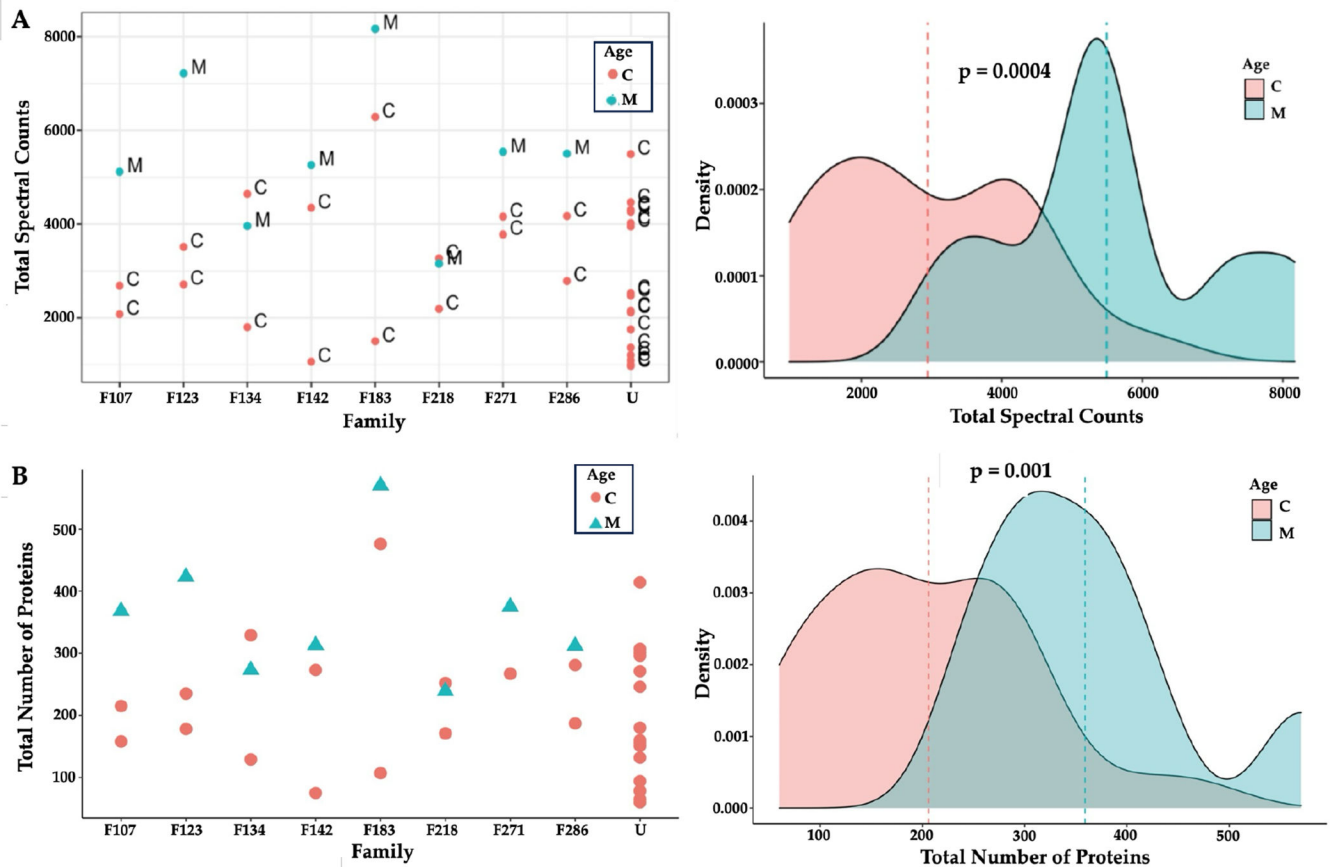 A
Total Spectral Counts
8000
6000
4000
2000
M
M
M
C
Age
C
M
M
M
M
M
C
C
C
M
C
C
C
C
C
C
C
C
M
C
C
C
C
C
C
C
C
C
C
F107 F123 F134 F142 F183 F218 F271 F286 U
Family
p = 0.0004
Age
C
M
Density
0.0003
0.0002
0.0001
0.0000
2000 4000 6000 8000
Total Spectral Counts
B
Total Number of Proteins
500
400
300
200
100
Age
C
M
F107 F123 F134 F142 F183 F218 F271 F286 U
Family
p = 0.001
Age
C
M
Density
0.004
0.003
0.002
0.001
0.000
100 200 300 400 500
Total Number of Proteins